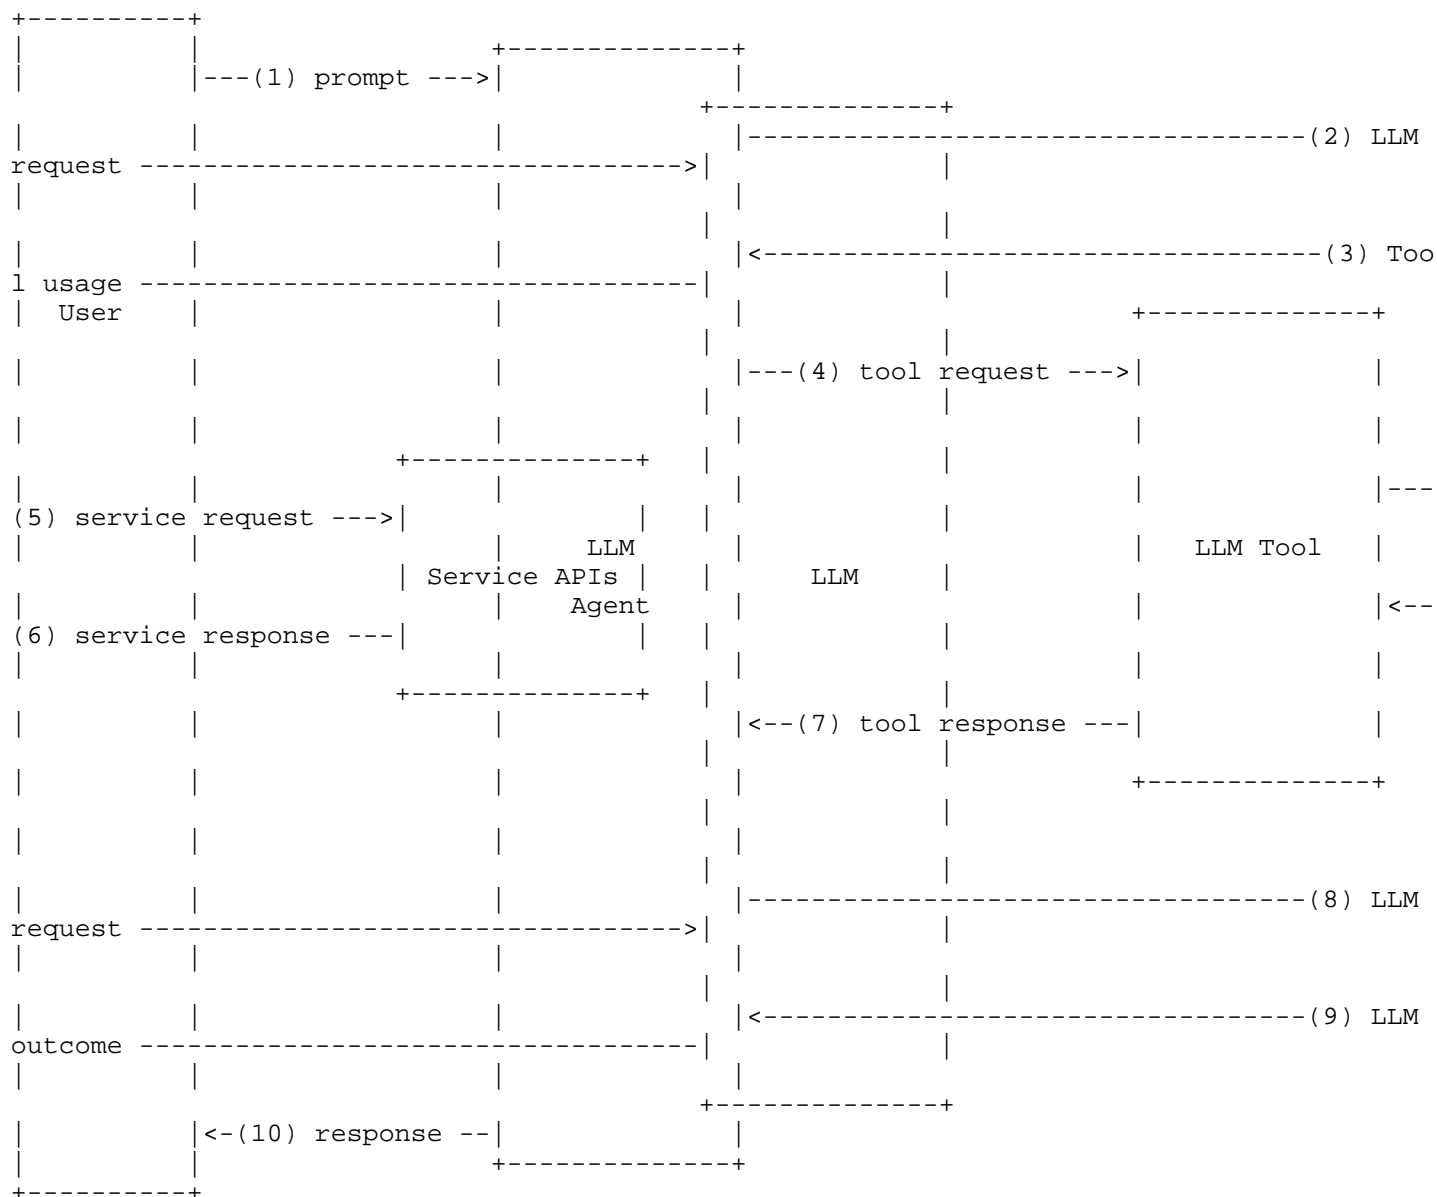 +----------+
|          |                  +--------------+
|          |---(1) prompt --->|              |
                                           +--------------+
|          |                  |              |-----------------------------------(2) LLM
request ---------------------------------->|              |
|          |                  |              |
                                           |              |
|          |                  |              |<-----------------------------------(3) Too
l usage -----------------------------------|              |
|  User    |                  |              |                        +--------------+
                                           |              |
|          |                  |              |---(4) tool request --->|              |
                                           |              |
|          |                  |              |                        |              |
                        +--------------+   |              |
|          |                  |              |                        |              |---
(5) service request --->|              |   |              |
|          |                  |     LLM      |                        |   LLM Tool   |
                        | Service APIs |   |      LLM     |
|          |                  |    Agent     |                        |              |<--
(6) service response ---|              |   |              |
|          |                  |              |                        |              |
                        +--------------+   |              |
|          |                  |              |<--(7) tool response ---|              |
                                           |              |
|          |                  |              |                        +--------------+
                                           |              |
|          |                  |              |
                                           |              |
|          |                  |              |-----------------------------------(8) LLM
request ---------------------------------->|              |
|          |                  |              |
                                           |              |
|          |                  |              |<----------------------------------(9) LLM
outcome -----------------------------------|              |
|          |                  |              |
                                           +--------------+
|          |<-(10) response --|              |
|          |                  +--------------+
+----------+